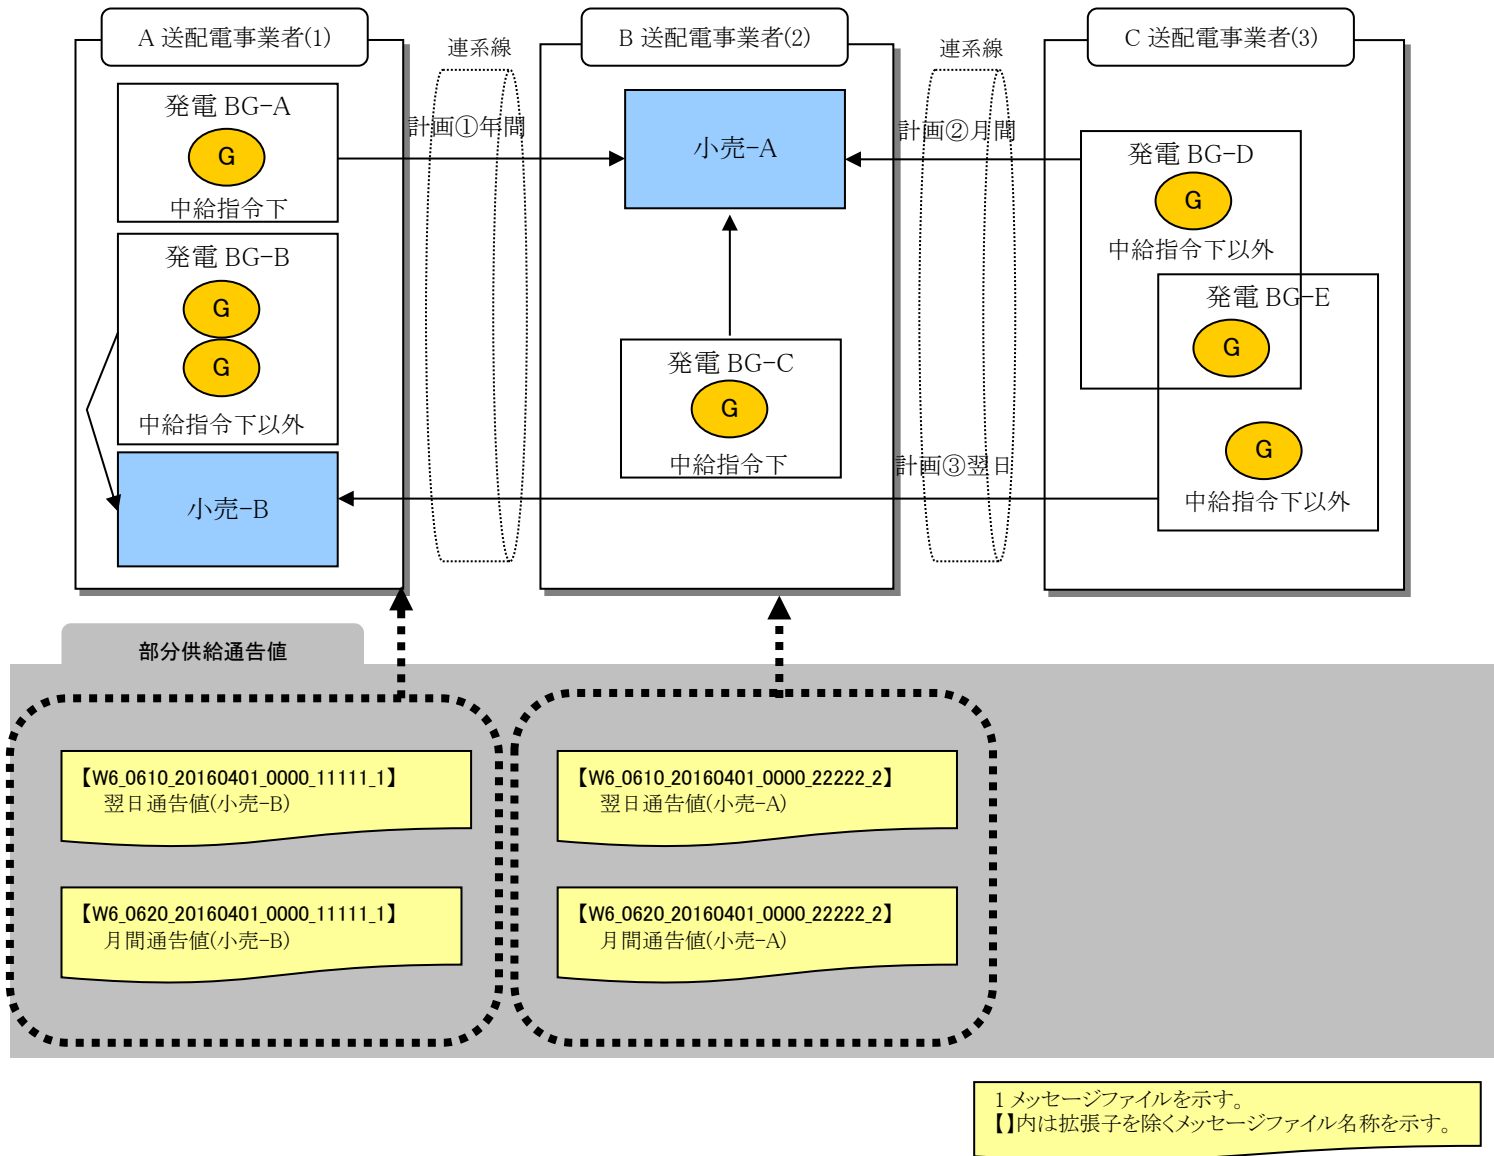 A 送配電事業者(1)
連系線
B 送配電事業者(2)
連系線
C 送配電事業者(3)
発電 BG-A
G
中給指令下
計画①年間
小売-A
計画②月間
発電 BG-D
G
中給指令下以外
発電 BG-B
G
G
中給指令下以外
発電 BG-C
G
中給指令下
発電 BG-E
G
G
中給指令下以外
計画③翌日
小売-B
部分供給通告値
【W6_0610_20160401_0000_11111_1】
翌日通告値(小売-B)
【W6_0610_20160401_0000_22222_2】
翌日通告値(小売-A)
【W6_0620_20160401_0000_11111_1】
月間通告値(小売-B)
【W6_0620_20160401_0000_22222_2】
月間通告値(小売-A)
1 メッセージファイルを示す。
【】内は拡張子を除くメッセージファイル名称を示す。